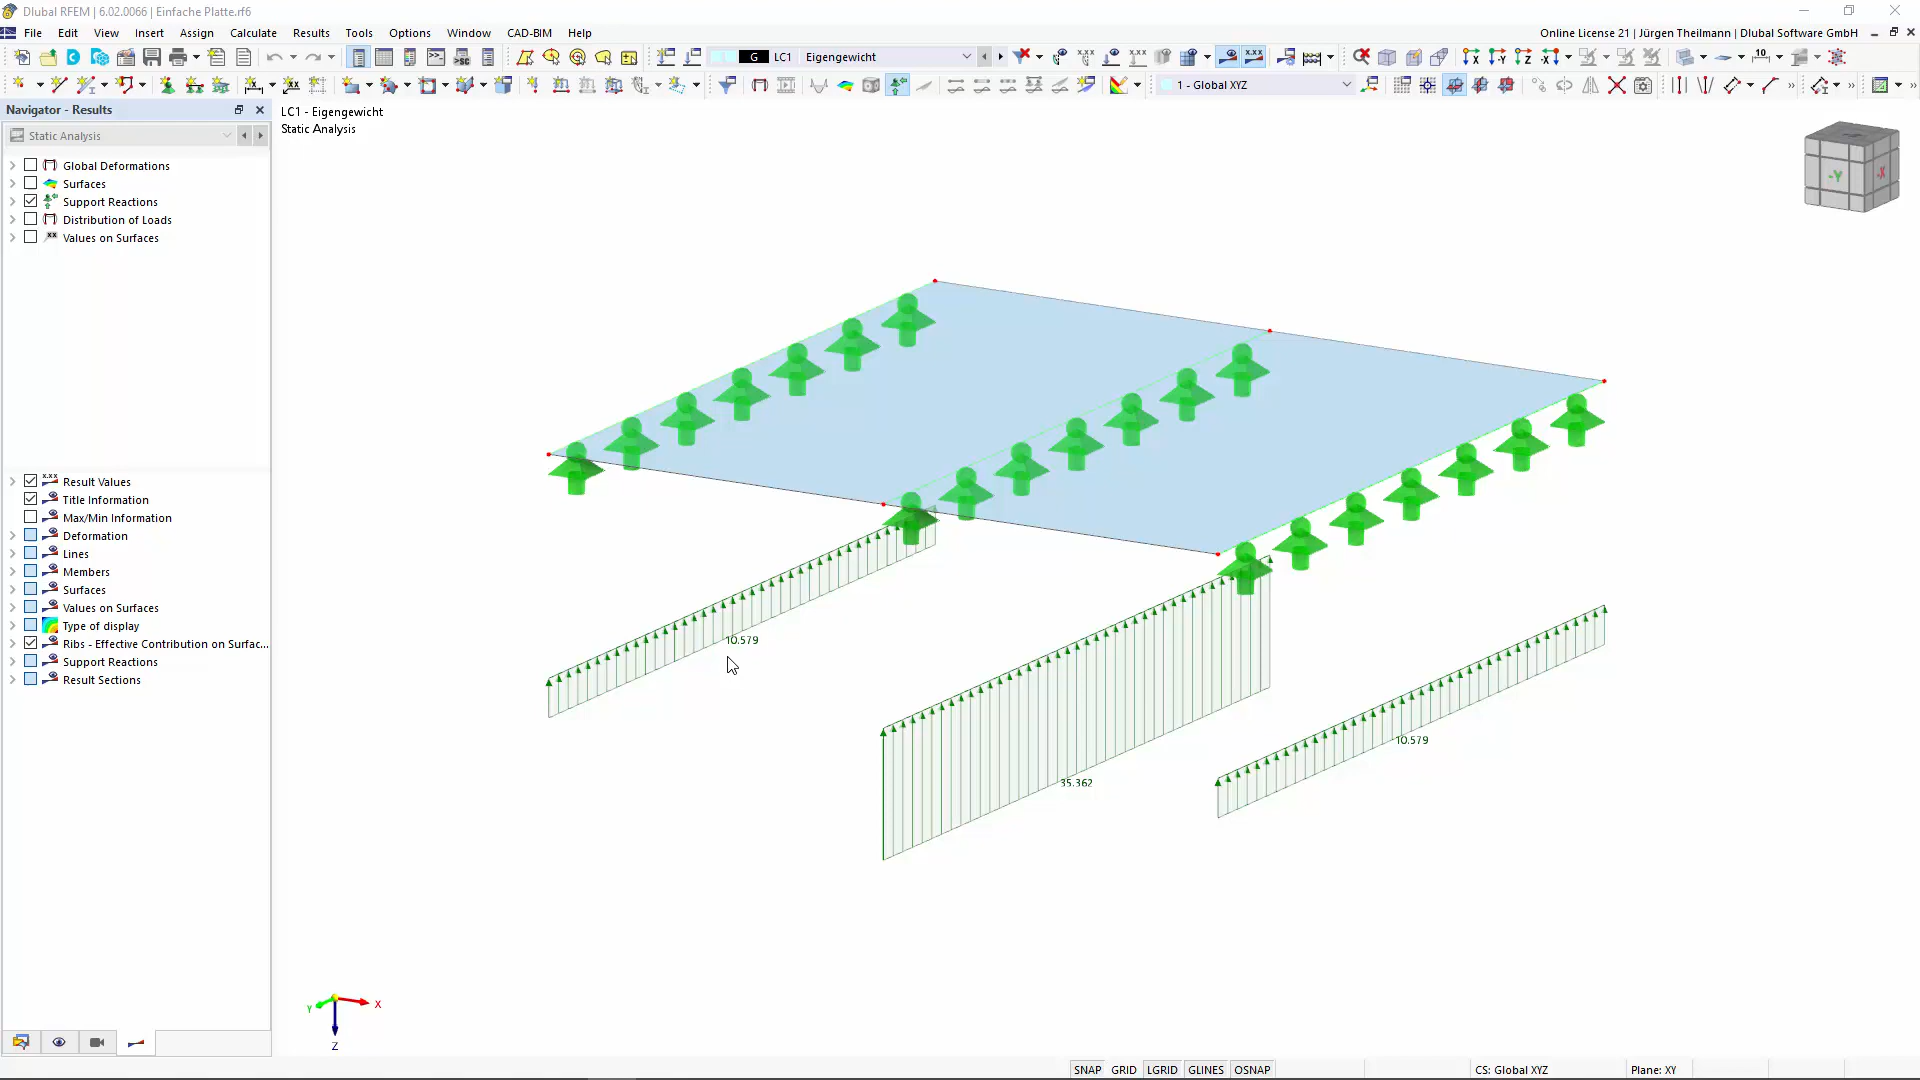 Dlubal RFEM | 6.02.0066 | Einfache Platte.rf6
File Edit View Insert Assign Calculate Results Tools Options Window CAD-BIM Help
Online License 21 | Jürgen Theilmann | Dlubal Software GmbH
G LC1 Eigengewicht
1 - Global XYZ
Navigator - Results
Static Analysis
Global Deformations
Surfaces
Support Reactions
Distribution of Loads
Values on Surfaces
Result Values
Title Information
Max/Min Information
Deformation
Lines
Members
Surfaces
Values on Surfaces
Type of display
Ribs - Effective Contribution on Surfac...
Support Reactions
Result Sections
LC1 - Eigengewicht
Static Analysis
-Y
-X
10.579
35.362
10.579
Y
X
Z
SNAP GRID LGRID GLINES OSNAP
CS: Global XYZ
Plane: XY